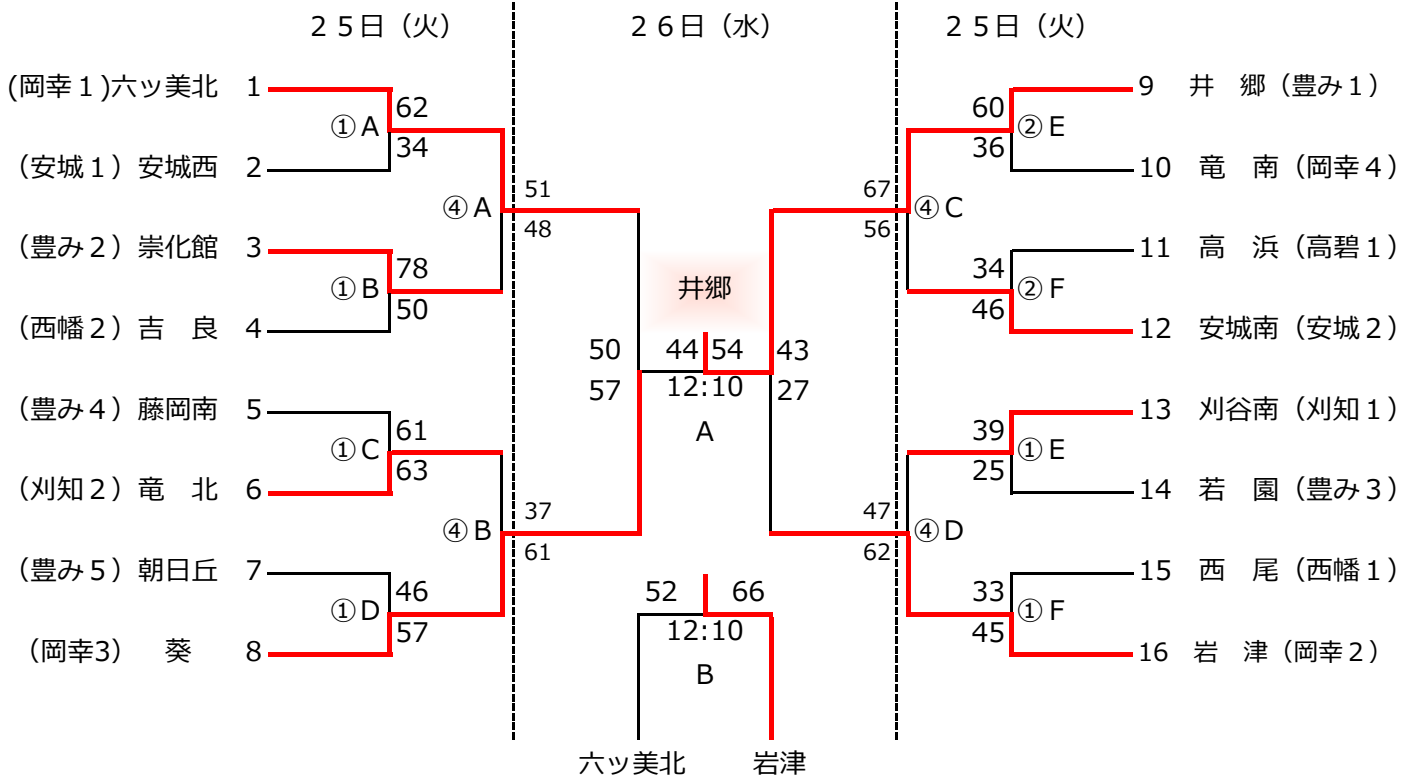 ２５日（火） ２６日（水） ２５日（火）
(岡幸１)六ッ美北 1 62 ①A 60 ②E 9 井　郷（豊み１）
（安城１）安城西 2 34 36 10 竜　南（岡幸４）
④A 51 48 67 56 ④C
（豊み２）崇化館 3 78 ①B 34 ②F 11 高　浜（高碧１）
井郷
（西幡２）吉　良 4 50 46 12 安城南（安城２）
50 44 54 43
57 12:10 27
A
（豊み４）藤岡南 5 61 ①C 39 ①E 13 刈谷南（刈知１）
（刈知２）竜　北 6 63 25 14 若　園（豊み３）
④B 37 61 47 62 ④D
（豊み５）朝日丘 7 46 ①D 33 ①F 15 西　尾（西幡１）
52 66
12:10
（岡幸3）　葵 8 57 45 16 岩　津（岡幸２）
B
六ッ美北 岩津